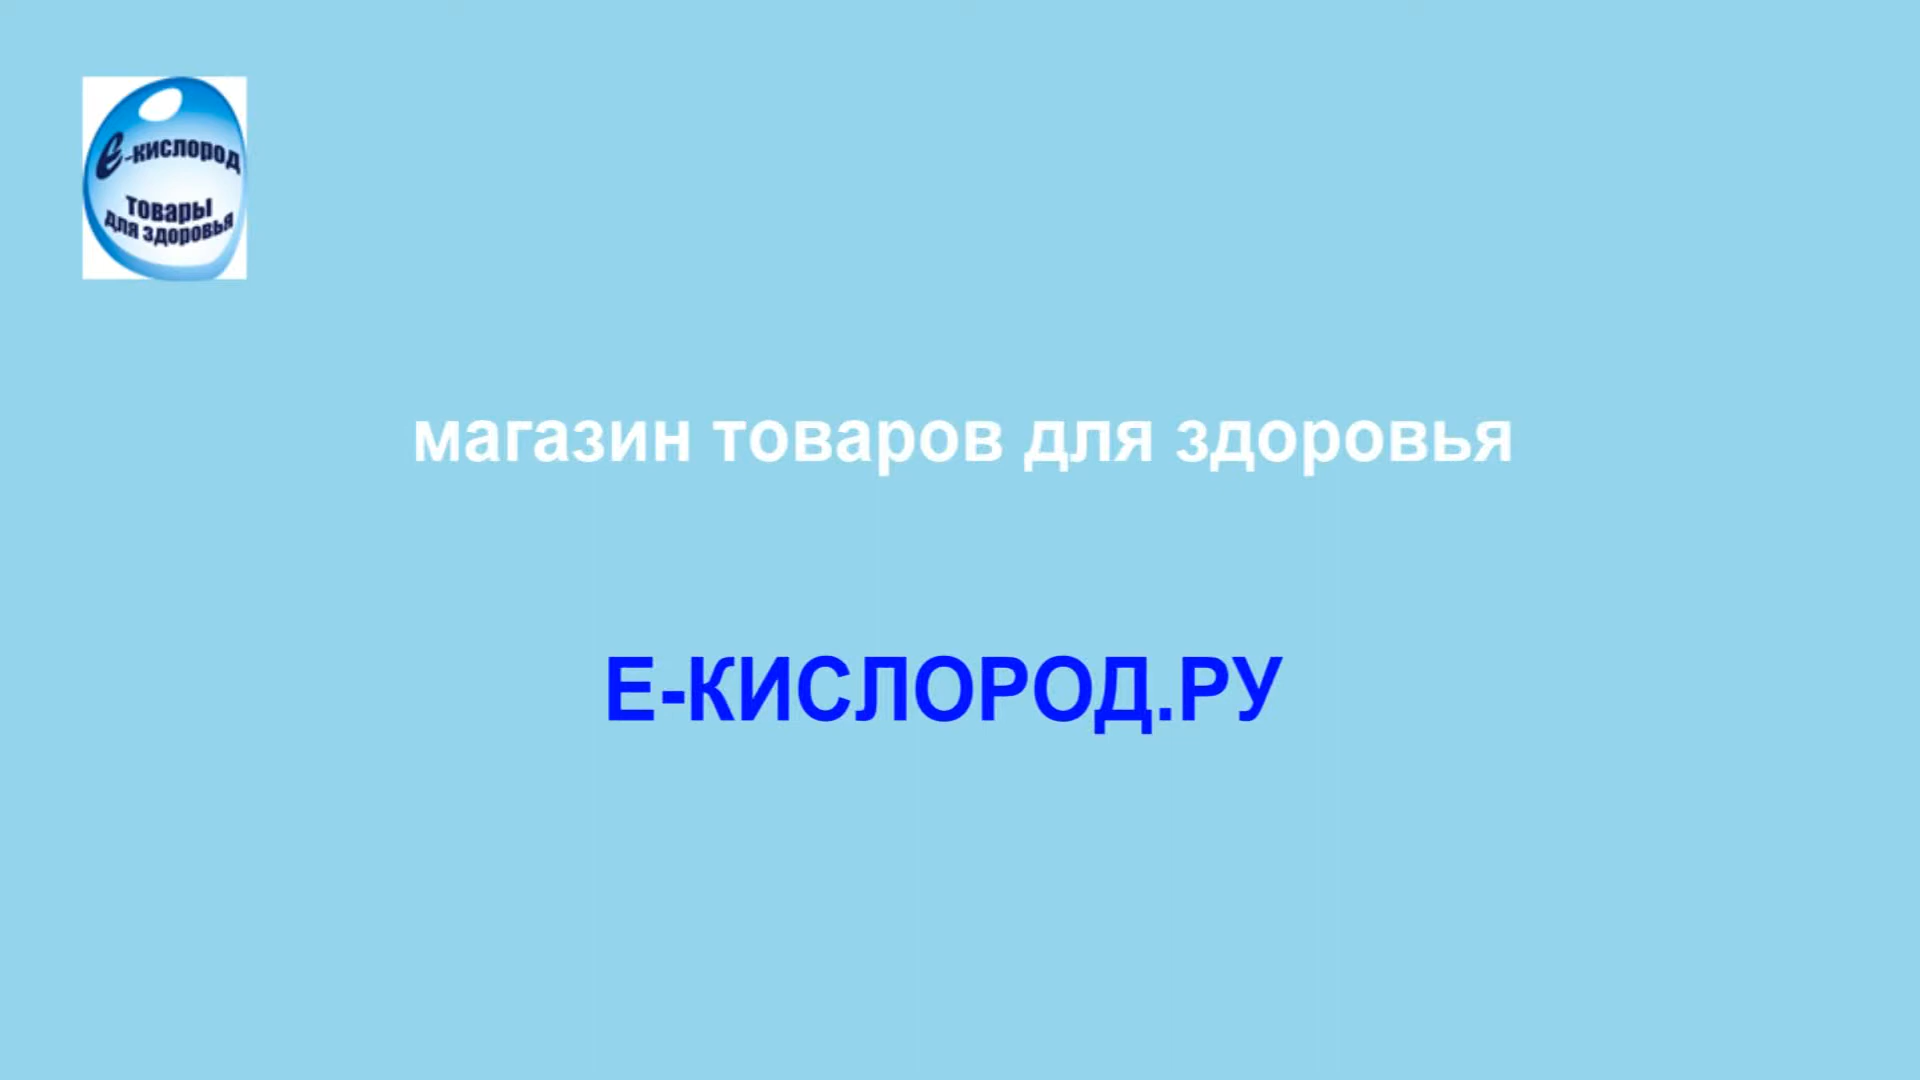 е-кислород
товары
для здоровья
магазин товаров для здоровья
Е-КИСЛОРОД.РУ